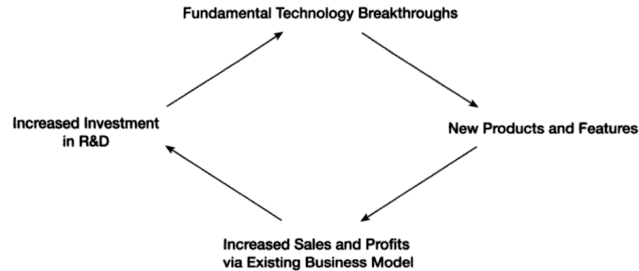 Fundamental Technology Breakthroughs
Increased Investment
in R&D
New Products and Features
Increased Sales and Profits
via Existing Business Model